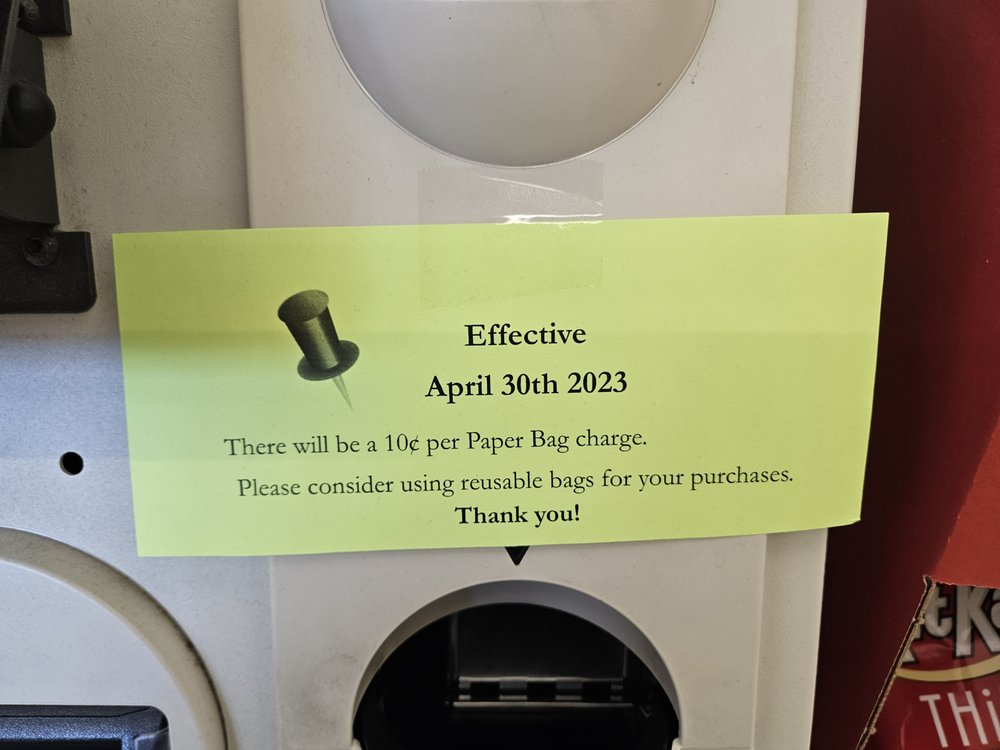 Effective
April 30th 2023
There will be a 10¢ per Paper Bag charge.
Please consider using reusable bags for your purchases.
Thank you!